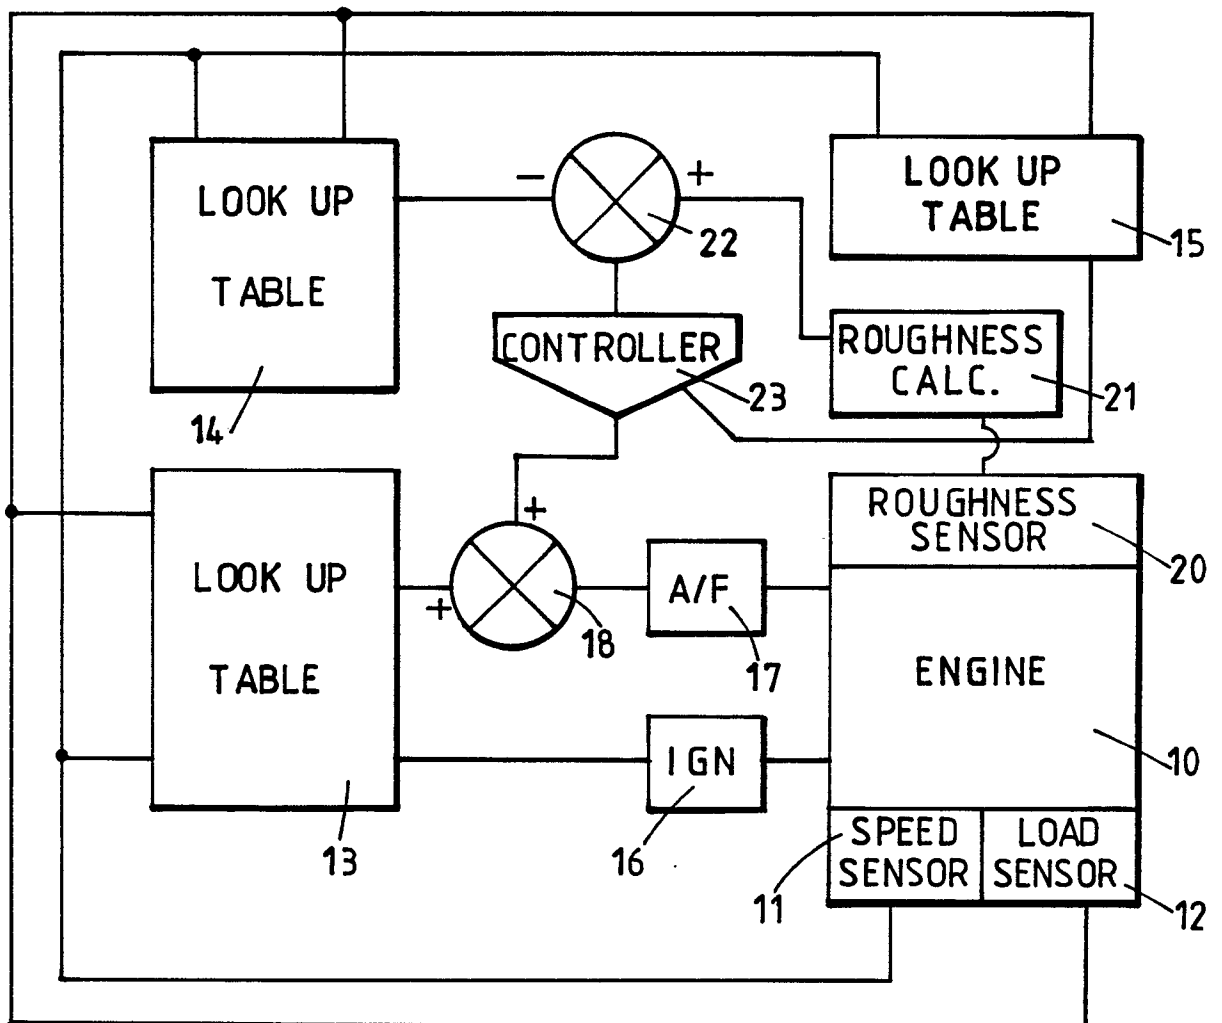 LOOK UP
TABLE
14
−
+
22
LOOK UP
TABLE
15
CONTROLLER
23
ROUGHNESS
CALC.
21
LOOK UP
TABLE
13
+
+
18
A/F
17
IGN
16
ROUGHNESS
SENSOR
20
ENGINE
10
SPEED
SENSOR
11
LOAD
SENSOR
12